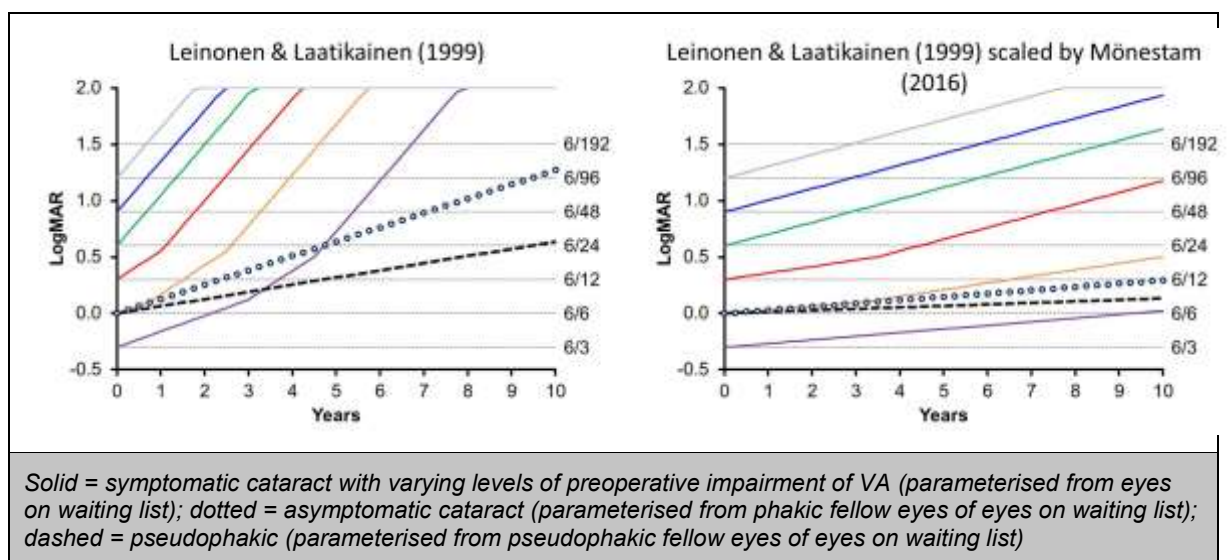 Leinonen & Laatikainen (1999)
2.0
1.5
1.0
0.5
0.0
-0.5
LogMAR
6/192
6/96
6/48
6/24
6/12
6/6
6/3
0 1 2 3 4 5 6 7 8 9 10
Years
Leinonen & Laatikainen (1999) scaled by Mönestam
(2016)
2.0
1.5
1.0
0.5
0.0
-0.5
LogMAR
6/192
6/96
6/48
6/24
6/12
6/6
6/3
0 1 2 3 4 5 6 7 8 9 10
Years
Solid = symptomatic cataract with varying levels of preoperative impairment of VA (parameterised from eyes
on waiting list); dotted = asymptomatic cataract (parameterised from phakic fellow eyes of eyes on waiting list);
dashed = pseudophakic (parameterised from pseudophakic fellow eyes of eyes on waiting list)